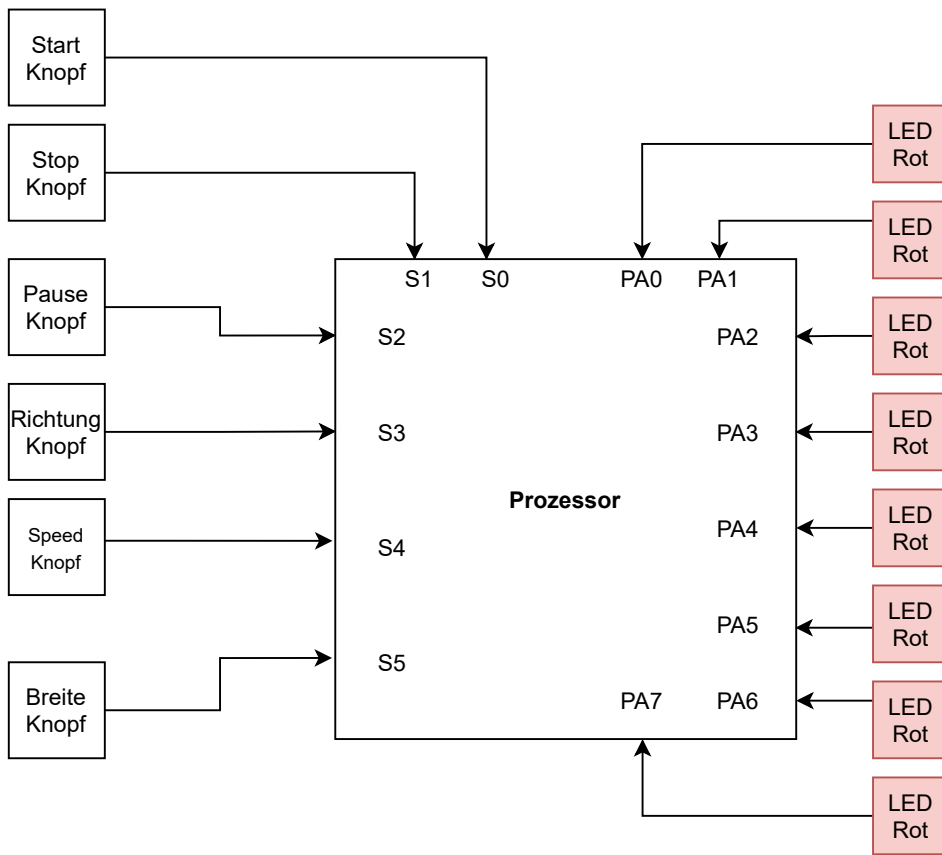 Start
Knopf
Stop
Knopf
Pause
Knopf
Richtung
Knopf
Speed
Knopf
Breite
Knopf
S1
S0
PA0
PA1
S2
PA2
S3
PA3
Prozessor
S4
PA4
S5
PA5
PA7
PA6
LED
Rot
LED
Rot
LED
Rot
LED
Rot
LED
Rot
LED
Rot
LED
Rot
LED
Rot